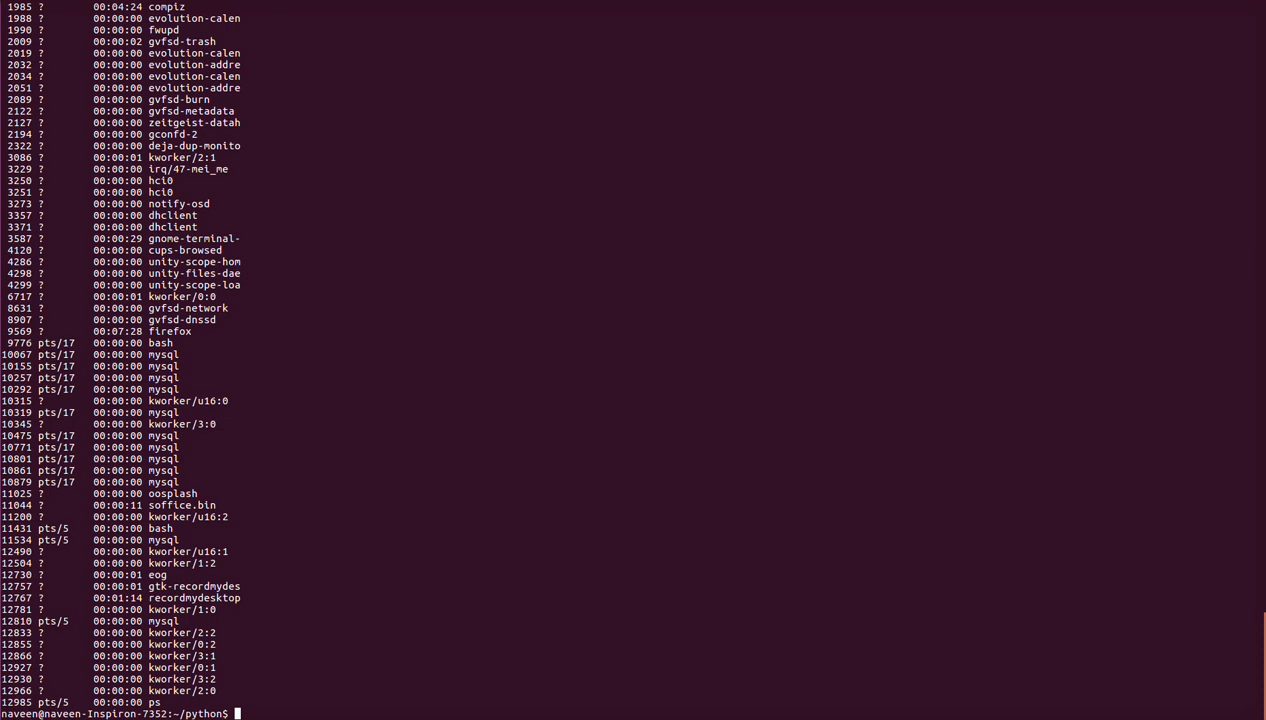 1985 ?        00:04:24 compiz
1988 ?        00:00:00 evolution-calen
1990 ?        00:00:00 fwupd
2009 ?        00:00:02 gvfsd-trash
2019 ?        00:00:00 evolution-calen
2032 ?        00:00:00 evolution-addre
2034 ?        00:00:00 evolution-calen
2051 ?        00:00:00 evolution-addre
2089 ?        00:00:00 gvfsd-burn
2122 ?        00:00:00 gvfsd-metadata
2127 ?        00:00:00 zeitgeist-datah
2194 ?        00:00:00 gconfd-2
2322 ?        00:00:00 deja-dup-monito
3086 ?        00:00:01 kworker/2:1
3229 ?        00:00:00 irq/47-mei_me
3250 ?        00:00:00 hci0
3251 ?        00:00:00 hci0
3273 ?        00:00:00 notify-osd
3357 ?        00:00:00 dhclient
3371 ?        00:00:00 dhclient
3587 ?        00:00:29 gnome-terminal-
4120 ?        00:00:00 cups-browsed
4286 ?        00:00:00 unity-scope-hom
4298 ?        00:00:00 unity-files-dae
4299 ?        00:00:00 unity-scope-loa
6717 ?        00:00:01 kworker/0:0
8631 ?        00:00:00 gvfsd-network
8907 ?        00:00:00 gvfsd-dnssd
9569 ?        00:07:28 firefox
9776 pts/17   00:00:00 bash
10067 pts/17   00:00:00 mysql
10155 pts/17   00:00:00 mysql
10257 pts/17   00:00:00 mysql
10292 pts/17   00:00:00 mysql
10315 ?        00:00:00 kworker/u16:0
10319 pts/17   00:00:00 mysql
10345 ?        00:00:00 kworker/3:0
10475 pts/17   00:00:00 mysql
10771 pts/17   00:00:00 mysql
10801 pts/17   00:00:00 mysql
10861 pts/17   00:00:00 mysql
10879 pts/17   00:00:00 mysql
11025 ?        00:00:00 oosplash
11044 ?        00:00:11 soffice.bin
11200 ?        00:00:00 kworker/u16:2
11431 pts/5    00:00:00 bash
11534 pts/5    00:00:00 mysql
12490 ?        00:00:00 kworker/u16:1
12504 ?        00:00:00 kworker/1:2
12730 ?        00:00:01 eog
12757 ?        00:00:01 gtk-recordmydes
12767 ?        00:01:14 recordmydesktop
12781 ?        00:00:00 kworker/1:0
12810 pts/5    00:00:00 mysql
12833 ?        00:00:00 kworker/2:2
12855 ?        00:00:00 kworker/0:2
12866 ?        00:00:00 kworker/3:1
12927 ?        00:00:00 kworker/0:1
12930 ?        00:00:00 kworker/3:2
12966 ?        00:00:00 kworker/2:0
12985 pts/5    00:00:00 ps
naveen@naveen-Inspiron-7352:~/python$